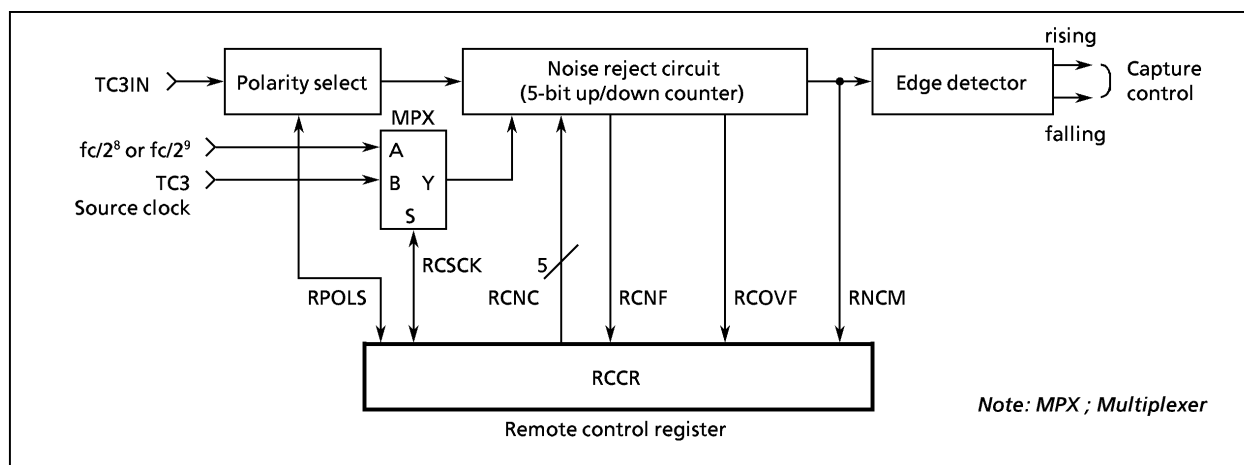 rising
TC3IN
Polarity select
Noise reject circuit
(5-bit up/down counter)
Edge detector
Capture
control
falling
MPX
fc/2⁸ or fc/2⁹
A
TC3
B Y
Source clock
S
RCSCK
5
RPOLS
RCNC
RCNF
RCOVF
RNCM
RCCR
Note: MPX ; Multiplexer
Remote control register